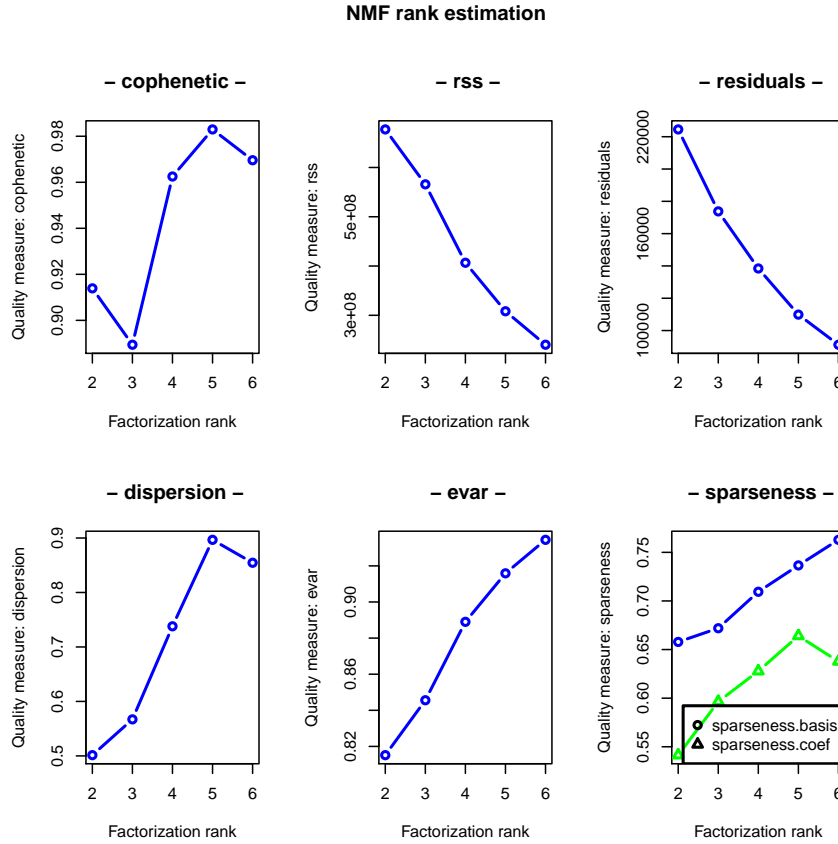 NMF rank estimation
– cophenetic –
Quality measure: cophenetic
0.90 0.92 0.94 0.96 0.98
2 3 4 5 6
Factorization rank
– rss –
Quality measure: rss
3e+08 5e+08
2 3 4 5 6
Factorization rank
– residuals –
Quality measure: residuals
100000 160000 220000
2 3 4 5 6
Factorization rank
– dispersion –
Quality measure: dispersion
0.5 0.6 0.7 0.8 0.9
2 3 4 5 6
Factorization rank
– evar –
Quality measure: evar
0.82 0.86 0.90
2 3 4 5 6
Factorization rank
– sparseness –
Quality measure: sparseness
0.55 0.60 0.65 0.70 0.75
sparseness.basis
sparseness.coef
2 3 4 5 6
Factorization rank